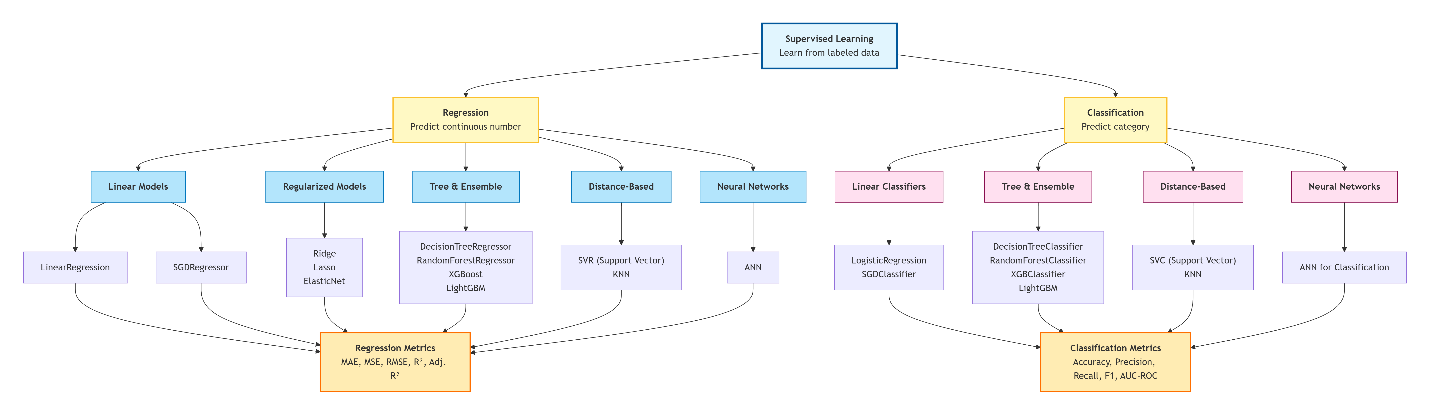 Supervised Learning
Learn from labeled data
Regression
Predict continuous number
Classification
Predict category
Linear Models
Regularized Models
Tree & Ensemble
Distance-Based
Neural Networks
Linear Classifiers
Tree & Ensemble
Distance-Based
Neural Networks
LinearRegression
SGDRegressor
Ridge
Lasso
ElasticNet
DecisionTreeRegressor
RandomForestRegressor
XGBoost
LightGBM
SVR (Support Vector)
KNN
ANN
LogisticRegression
SGDClassifier
DecisionTreeClassifier
RandomForestClassifier
XGBClassifier
LightGBM
SVC (Support Vector)
KNN
ANN for Classification
Regression Metrics
MAE, MSE, RMSE, R², Adj.
R²
Classification Metrics
Accuracy, Precision,
Recall, F1, AUC-ROC